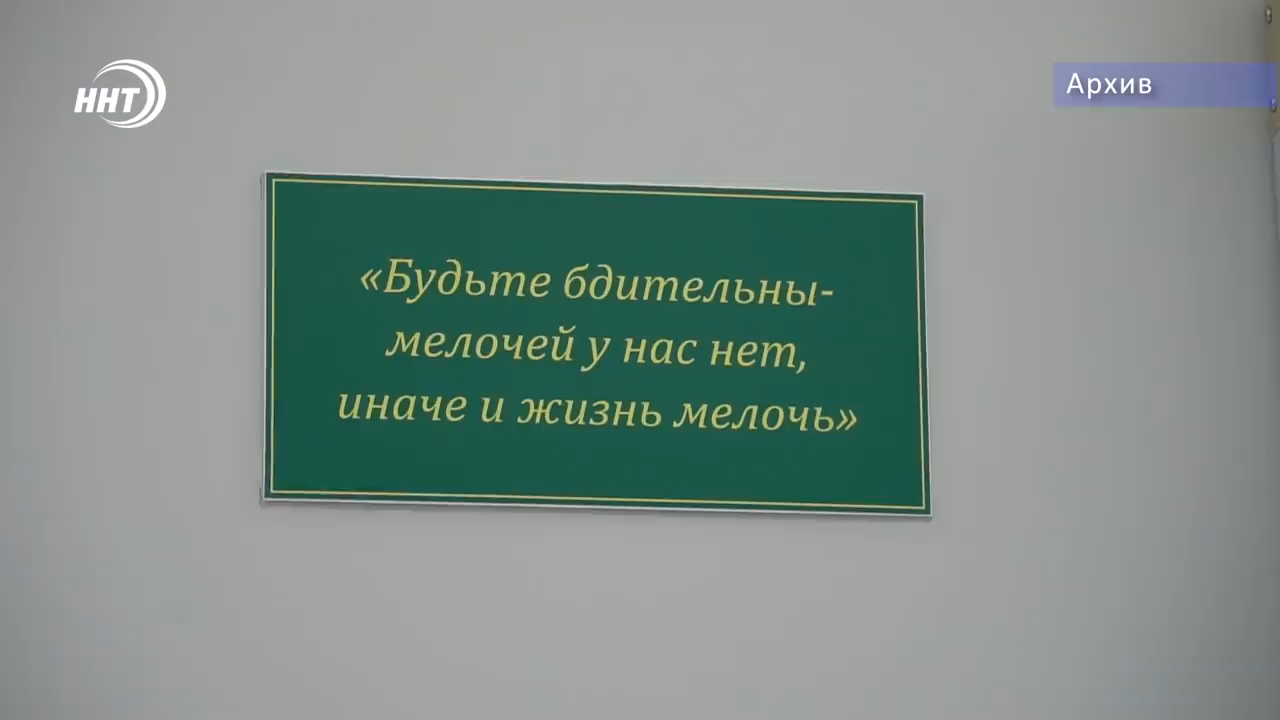 ННТ
Архив
«Будьте бдительны-
мелочей у нас нет,
иначе и жизнь мелочь»